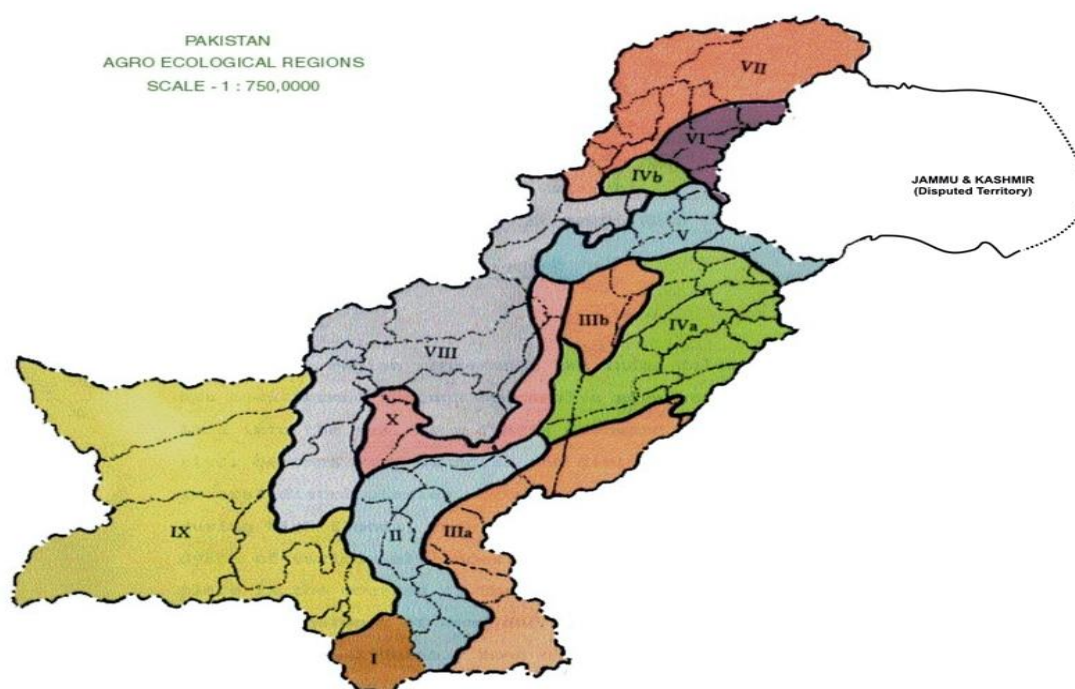 PAKISTAN
AGRO ECOLOGICAL REGIONS
SCALE - 1 : 750,0000
VII
VI
IVb
JAMMU & KASHMIR
(Disputed Territory)
V
IIIb
IVa
VIII
X
IX
II
IIIa
I